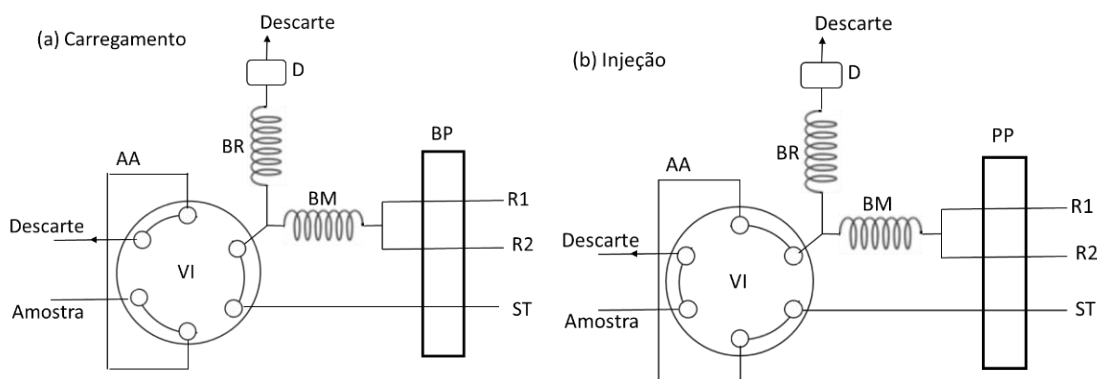 (a) Carregamento
Descarte
D
BR
BP
AA
BM
R1
Descarte
R2
VI
Amostra
ST
(b) Injeção
Descarte
D
BR
PP
AA
BM
R1
Descarte
R2
VI
Amostra
ST